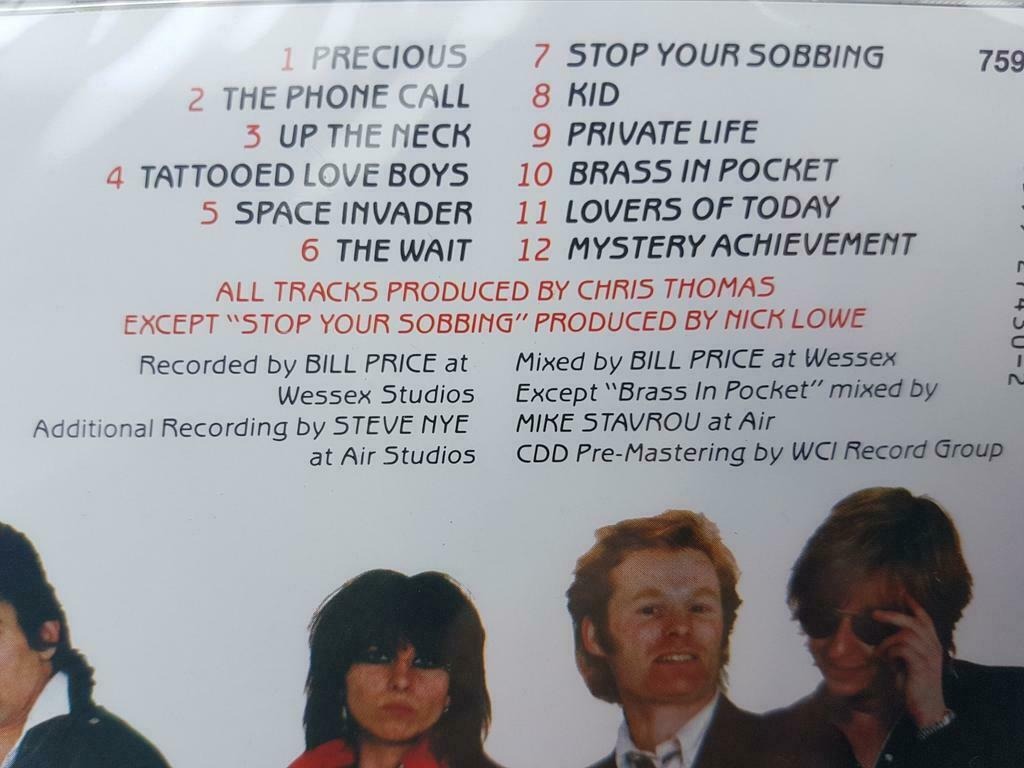 1 PRECIOUS
2 THE PHONE CALL
3 UP THE NECK
4 TATTOOED LOVE BOYS
5 SPACE INVADER
6 THE WAIT
7 STOP YOUR SOBBING
8 KID
9 PRIVATE LIFE
10 BRASS IN POCKET
11 LOVERS OF TODAY
12 MYSTERY ACHIEVEMENT
759
ALL TRACKS PRODUCED BY CHRIS THOMAS
EXCEPT "STOP YOUR SOBBING" PRODUCED BY NICK LOWE
Recorded by BILL PRICE at
Wessex Studios
Additional Recording by STEVE NYE
at Air Studios
Mixed by BILL PRICE at Wessex
Except "Brass In Pocket" mixed by
MIKE STAVROU at Air
CDD Pre-Mastering by WCI Record Group
27430-2